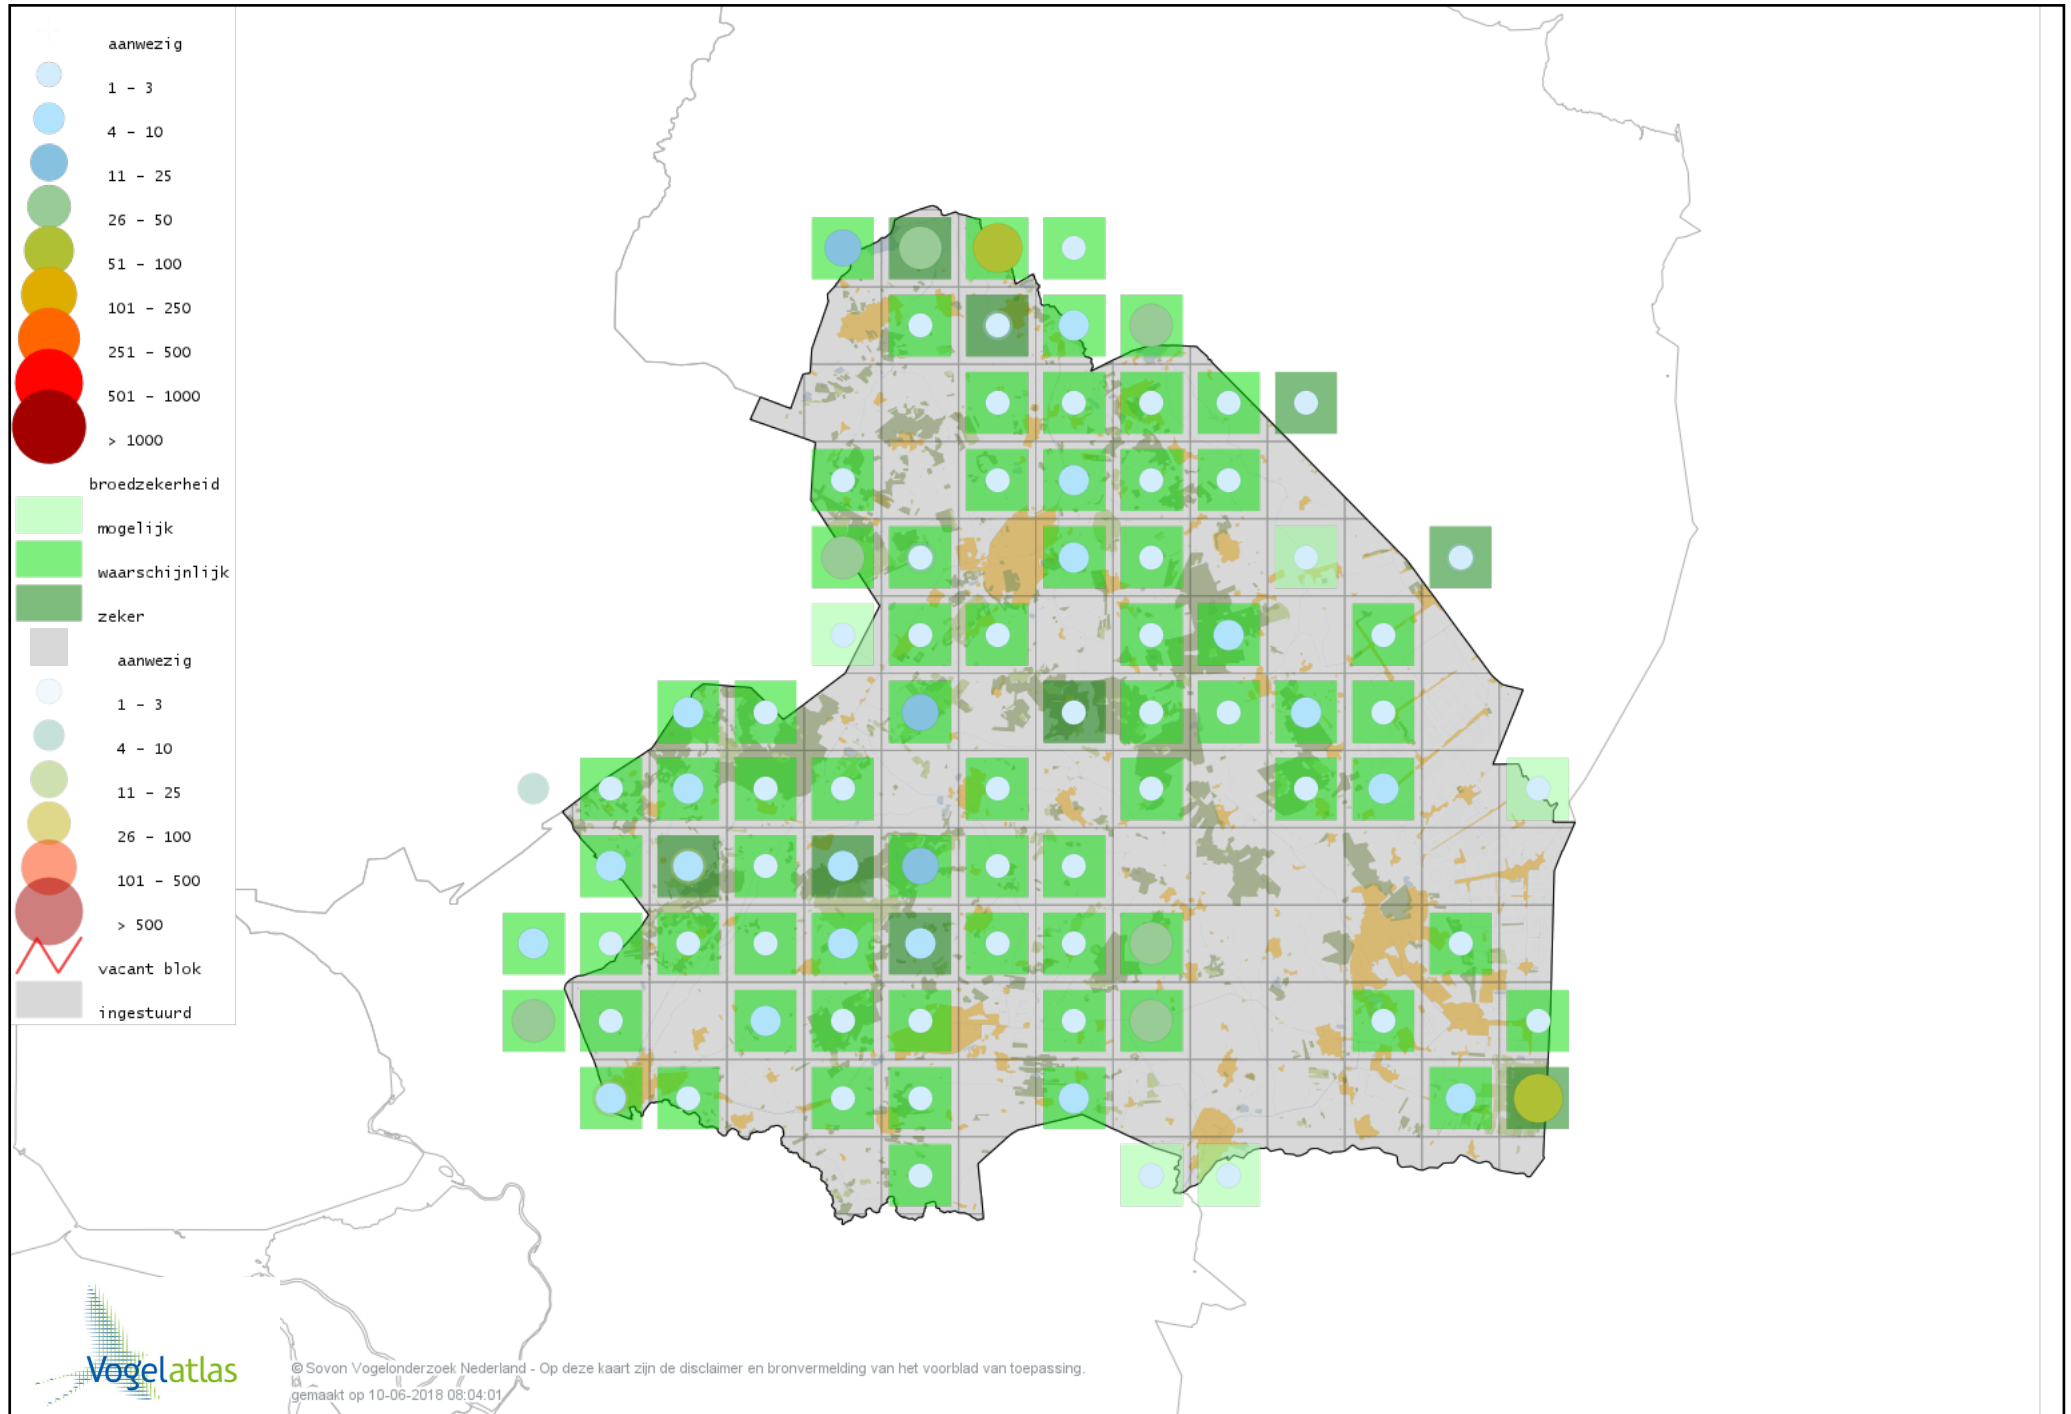 aanwezig
1 - 3
4 - 10
11 - 25
26 - 50
51 - 100
101 - 250
251 - 500
501 - 1000
> 1000
broedzekerheid
mogelijk
waarschijnlijk
zeker
aanwezig
1 - 3
4 - 10
11 - 25
26 - 100
101 - 500
> 500
vacant blok
ingestuurd
Vogelatlas
© Sovon Vogelonderzoek Nederland - Op deze kaart zijn de disclaimer en bronvermelding van het voorblad van toepassing.
gemaakt op 10-06-2018 08:04:01